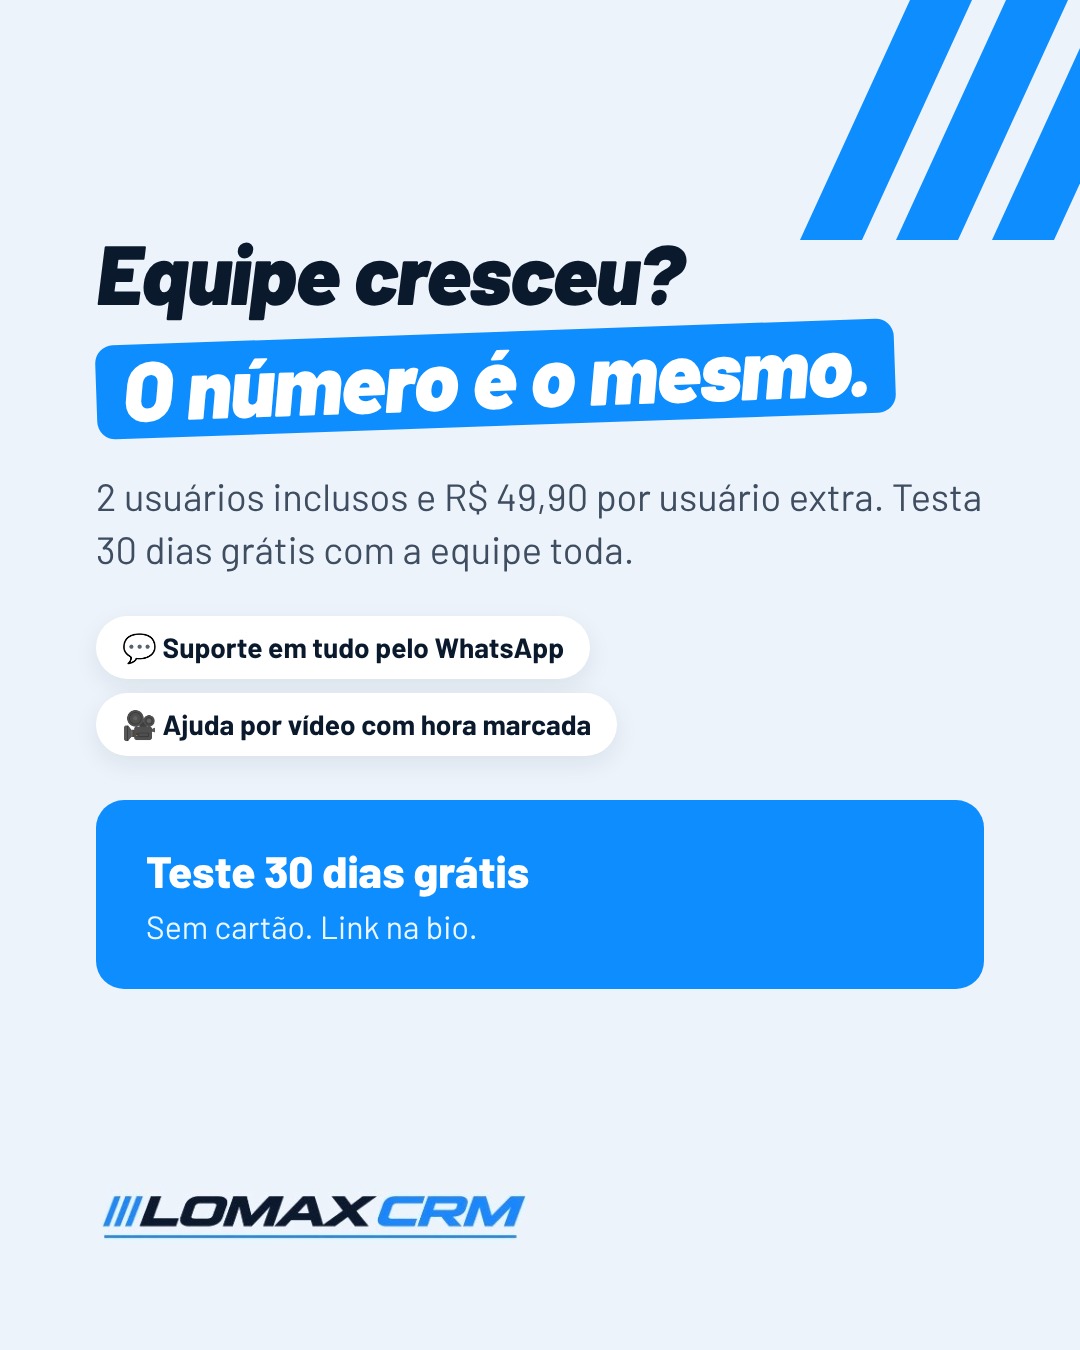 Equipe cresceu?
O número é o mesmo.
2 usuários inclusos e R$ 49,90 por usuário extra. Testa
30 dias grátis com a equipe toda.
💬 Suporte em tudo pelo WhatsApp
🎥 Ajuda por vídeo com hora marcada
Teste 30 dias grátis
Sem cartão. Link na bio.
LOMAX CRM